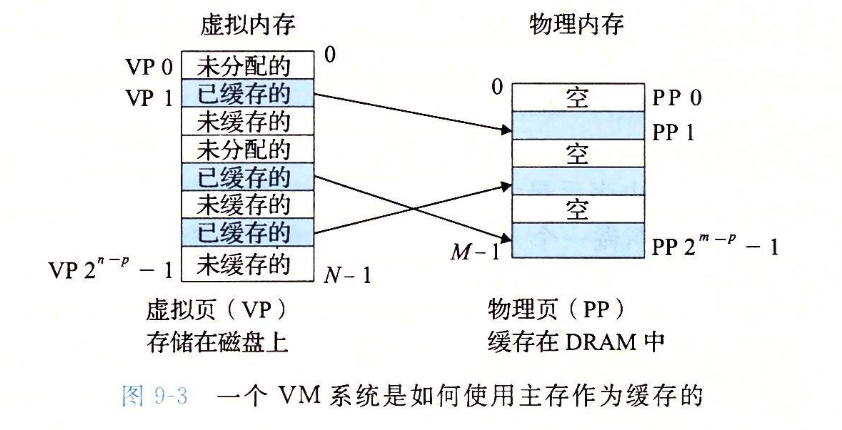 虚拟内存
物理内存
0
VP 0 未分配的
VP 1 已缓存的
未缓存的
未分配的
已缓存的
未缓存的
已缓存的
VP 2ⁿ⁻ᵖ − 1 未缓存的
N−1
0
空 PP 0
PP 1
空
空
M−1
PP 2ᵐ⁻ᵖ − 1
虚拟页（VP）
存储在磁盘上
物理页（PP）
缓存在 DRAM 中
图 9-3 一个 VM 系统是如何使用主存作为缓存的